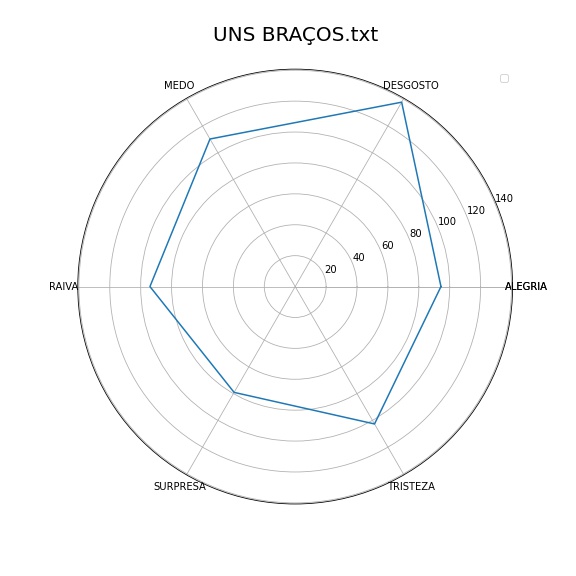 UNS BRAÇOS.txt
MEDO
DESGOSTO
140
120
100
80
60
40
20
RAIVA
ALEGRIA
SURPRESA
TRISTEZA